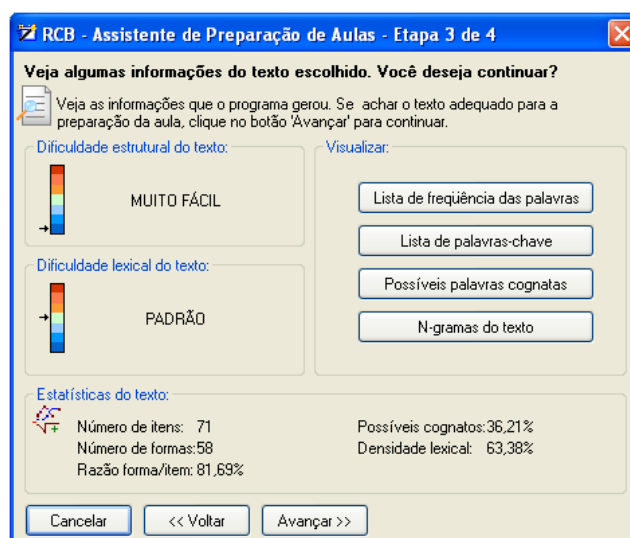 RCB - Assistente de Preparação de Aulas - Etapa 3 de 4
Veja algumas informações do texto escolhido. Você deseja continuar?
Veja as informações que o programa gerou. Se achar o texto adequado para a
preparação da aula, clique no botão 'Avançar' para continuar.
Dificuldade estrutural do texto:
MUITO FÁCIL
Dificuldade lexical do texto:
PADRÃO
Visualizar:
Lista de freqüência das palavras
Lista de palavras-chave
Possíveis palavras cognatas
N-gramas do texto
Estatísticas do texto:
Número de itens: 71
Número de formas:58
Razão forma/item: 81,69%
Possíveis cognatos:36,21%
Densidade lexical: 63,38%
Cancelar
<< Voltar
Avançar >>